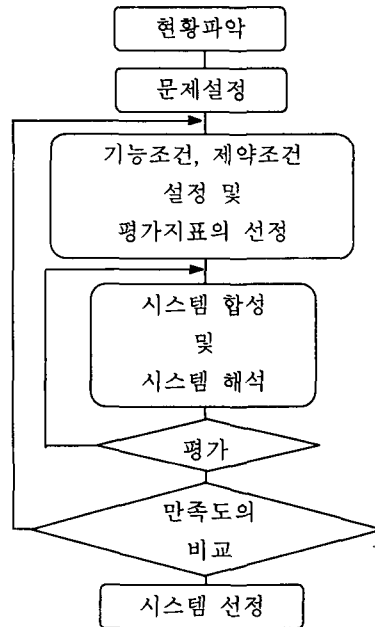 현황파악
문제설정
기능조건, 제약조건
설정 및
평가지표의 선정
시스템 합성
및
시스템 해석
평가
만족도의
비교
시스템 선정